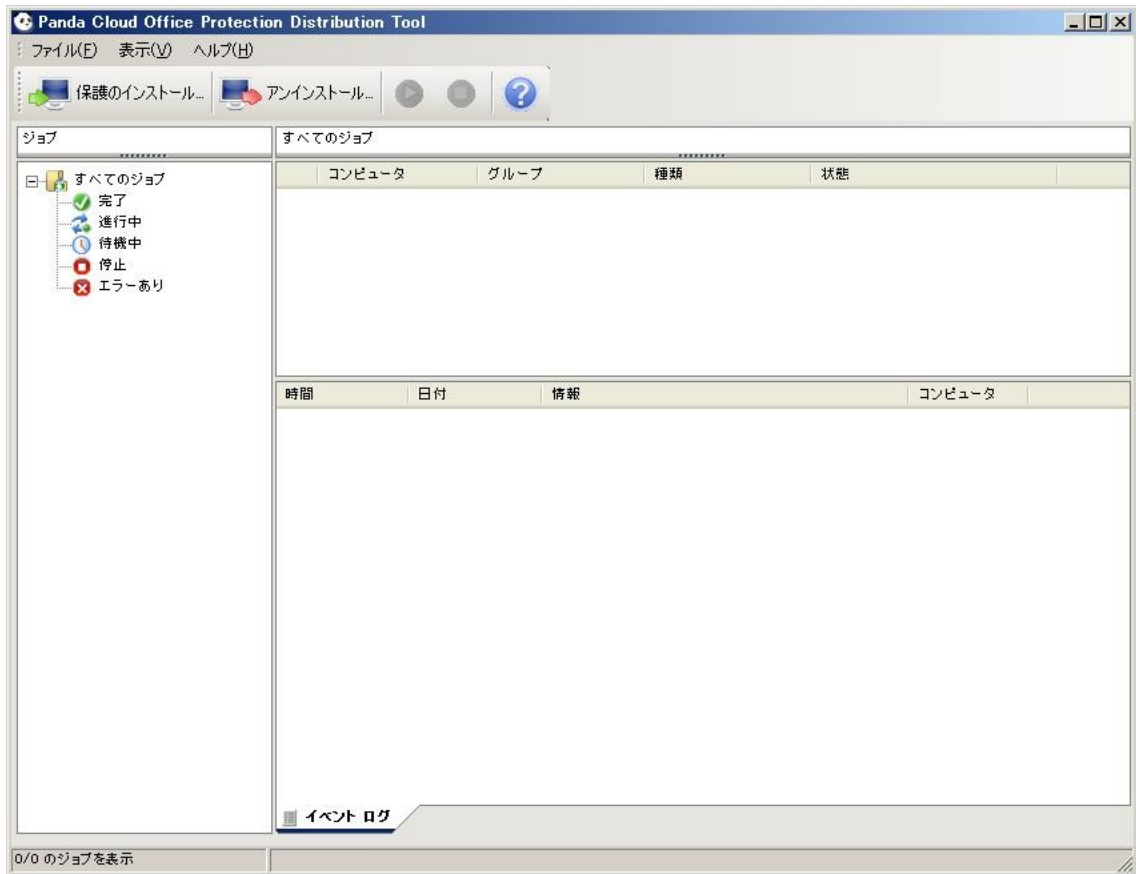 Panda Cloud Office Protection Distribution Tool
ファイル(F) 表示(V) ヘルプ(H)
保護のインストール... アンインストール...
ジョブ すべてのジョブ
すべてのジョブ
完了
進行中
待機中
停止
エラーあり
コンピュータ グループ 種類 状態
時間 日付 情報 コンピュータ
イベント ログ
0/0 のジョブを表示